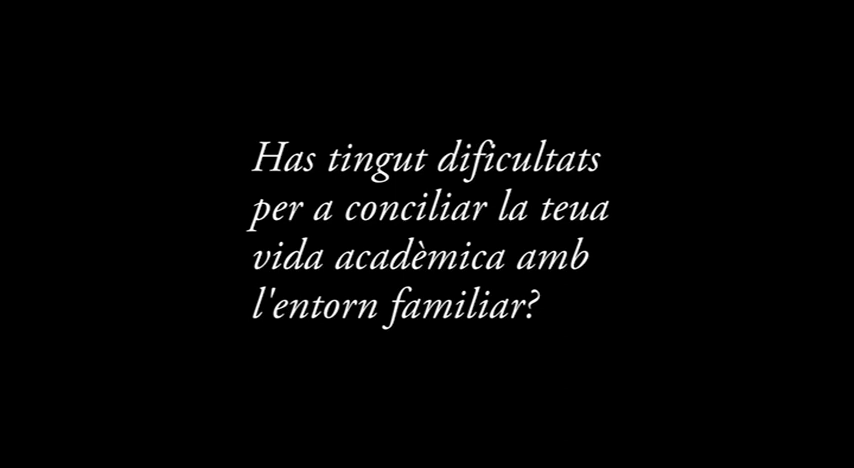 Has tingut dificultats
per a conciliar la teua
vida acadèmica amb
l'entorn familiar?